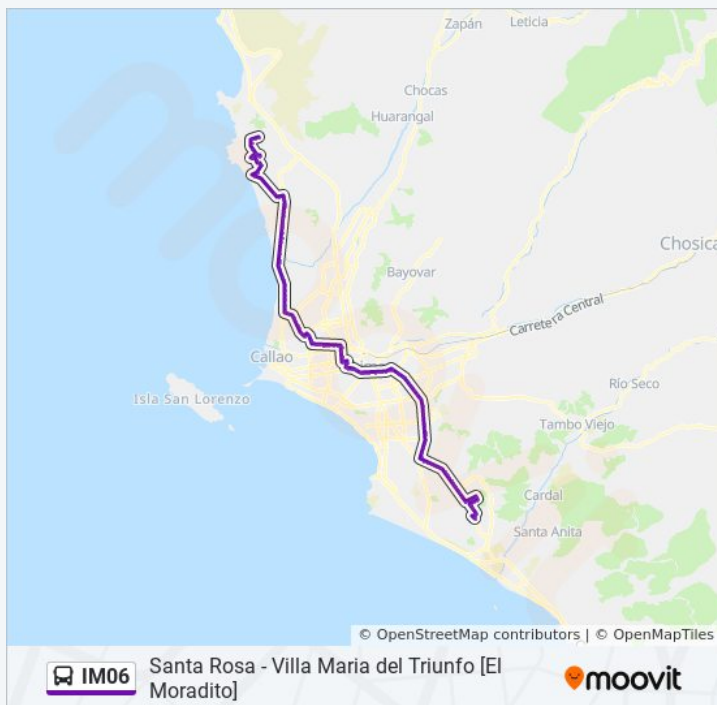 Zapán
Leticia
Chocas
Huarangal
Chosica
Bayovar
Carretera Central
Callao
Isla San Lorenzo
Río Seco
Tambo Viejo
Cardal
Santa Anita
© OpenStreetMap contributors | © OpenMapTiles
IM06
Santa Rosa - Villa Maria del Triunfo [El
Moradito]
moovit